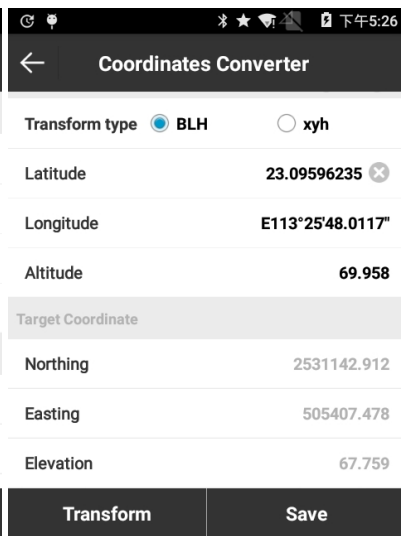 下午5:26
Coordinates Converter
Transform type BLH xyh
Latitude 23.09596235
Longitude E113°25'48.0117"
Altitude 69.958
Target Coordinate
Northing 2531142.912
Easting 505407.478
Elevation 67.759
Transform Save